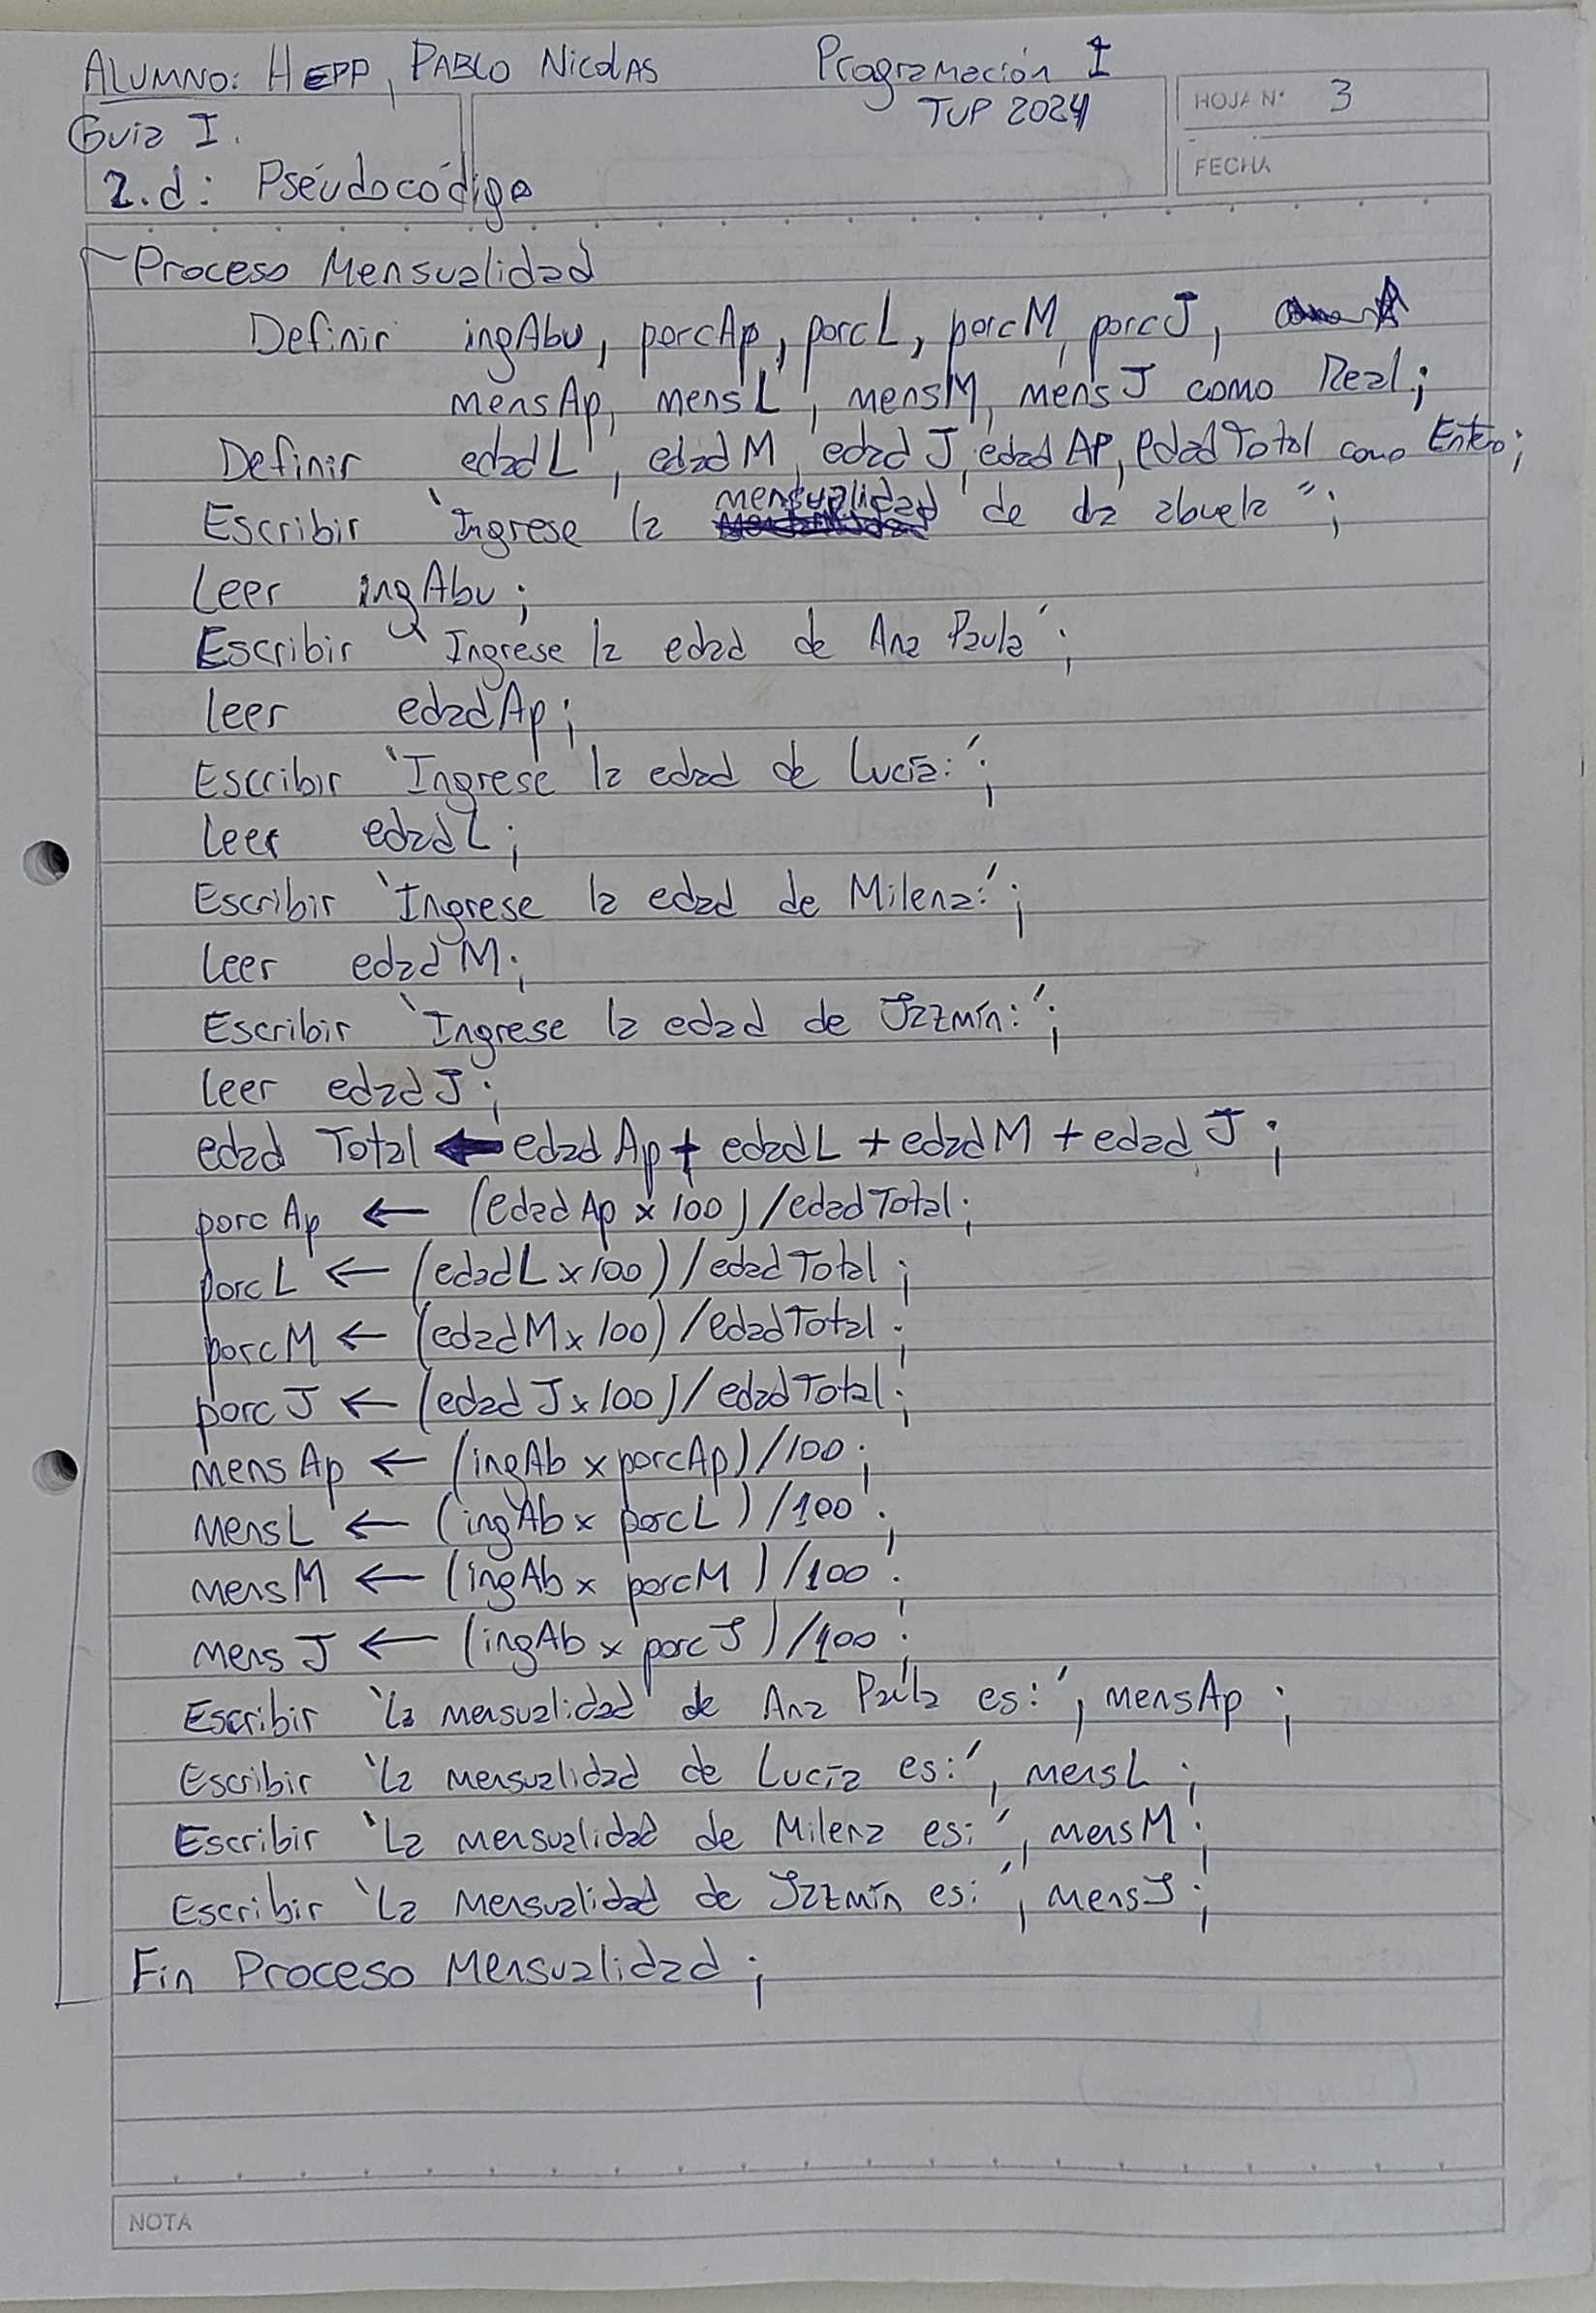 ALUMNO: HEPP, PABLO NICOLAS Programación I
TUP 2024
HOJA N° 3
Guia I.
FECHA
2.d: Pseudocódigo
Proceso Mensualidad
Definir ingAbu, porcAp, porcL, porcM, porcJ,
mensAp, mensL, mensM, mensJ como Real;
Definir edadL, edadM, edadJ, edadAP, edadTotal como Entero;
Escribir 'Ingrese la mensualidad de da abuela";
Leer ingAbu;
Escribir 'Ingrese la edad de Ana Paula';
leer edadAp;
Escribir 'Ingrese la edad de Lucía:';
leer edadL;
Escribir 'Ingrese la edad de Milena:';
leer edadM;
Escribir 'Ingrese la edad de Jazmín:';
leer edadJ;
edad Total ← edadAp + edadL + edadM + edadJ;
porcAp ← (edadAp x 100)/edadTotal;
porcL ← (edadL x 100)/edadTotal;
porcM ← (edadM x 100)/edadTotal;
porcJ ← (edadJ x 100)/edadTotal;
mensAp ← (ingAb x porcAp)/100;
mensL ← (ingAb x porcL)/100;
mensM ← (ingAb x porcM)/100;
mensJ ← (ingAb x porcJ)/100;
Escribir 'la mensualidad de Ana Paula es:', mensAp;
Escribir 'La mensualidad de Lucía es:', mensL;
Escribir 'La mensualidad de Milena es:', mensM;
Escribir 'La mensualidad de Jazmín es:', mensJ;
Fin Proceso Mensualidad;
NOTA